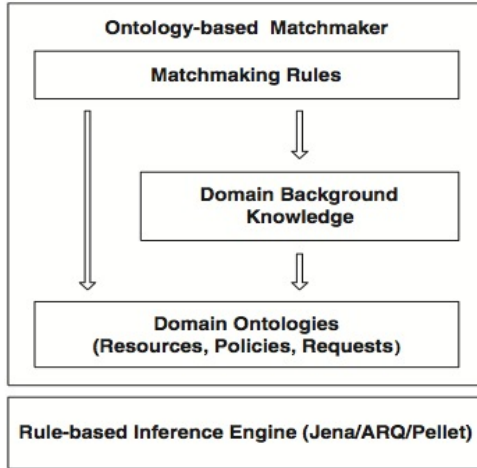 Ontology-based Matchmaker
Matchmaking Rules
Domain Background
Knowledge
Domain Ontologies
(Resources, Policies, Requests)
Rule-based Inference Engine (Jena/ARQ/Pellet)